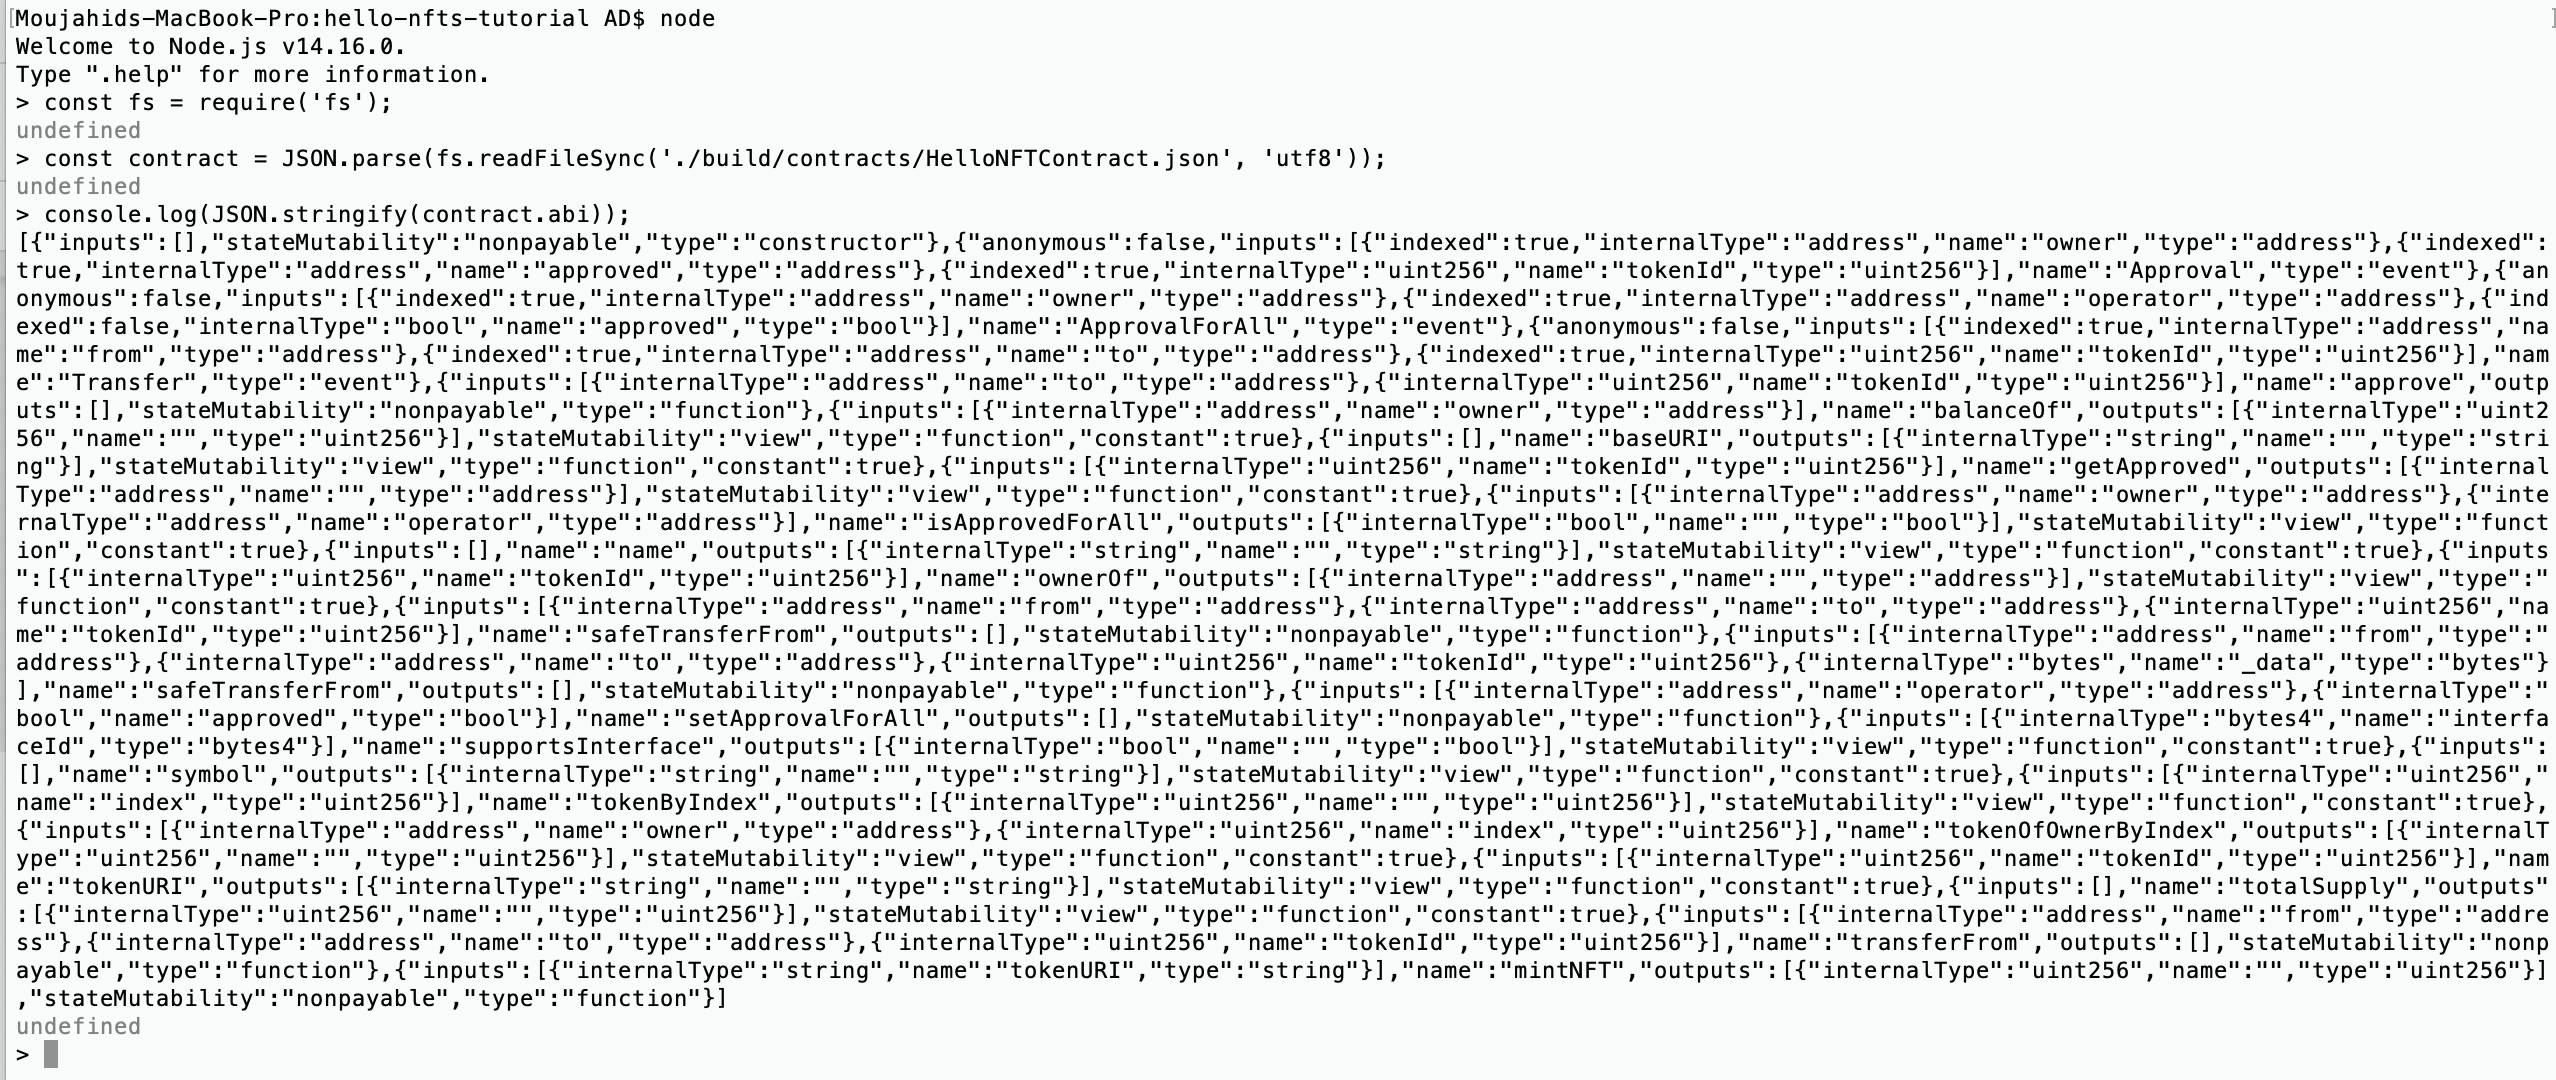 [Moujahids-MacBook-Pro:hello-nfts-tutorial AD$ node ]
Welcome to Node.js v14.16.0.
Type ".help" for more information.
> const fs = require('fs');
undefined
> const contract = JSON.parse(fs.readFileSync('./build/contracts/HelloNFTContract.json', 'utf8'));
undefined
> console.log(JSON.stringify(contract.abi));
[{"inputs":[],"stateMutability":"nonpayable","type":"constructor"},{"anonymous":false,"inputs":[{"indexed":true,"internalType":"address","name":"owner","type":"address"},{"indexed":
true,"internalType":"address","name":"approved","type":"address"},{"indexed":true,"internalType":"uint256","name":"tokenId","type":"uint256"}],"name":"Approval","type":"event"},{"an
onymous":false,"inputs":[{"indexed":true,"internalType":"address","name":"owner","type":"address"},{"indexed":true,"internalType":"address","name":"operator","type":"address"},{"ind
exed":false,"internalType":"bool","name":"approved","type":"bool"}],"name":"ApprovalForAll","type":"event"},{"anonymous":false,"inputs":[{"indexed":true,"internalType":"address","na
me":"from","type":"address"},{"indexed":true,"internalType":"address","name":"to","type":"address"},{"indexed":true,"internalType":"uint256","name":"tokenId","type":"uint256"}],"nam
e":"Transfer","type":"event"},{"inputs":[{"internalType":"address","name":"to","type":"address"},{"internalType":"uint256","name":"tokenId","type":"uint256"}],"name":"approve","outp
uts":[],"stateMutability":"nonpayable","type":"function"},{"inputs":[{"internalType":"address","name":"owner","type":"address"}],"name":"balanceOf","outputs":[{"internalType":"uint2
56","name":"","type":"uint256"}],"stateMutability":"view","type":"function","constant":true},{"inputs":[],"name":"baseURI","outputs":[{"internalType":"string","name":"","type":"stri
ng"}],"stateMutability":"view","type":"function","constant":true},{"inputs":[{"internalType":"uint256","name":"tokenId","type":"uint256"}],"name":"getApproved","outputs":[{"internal
Type":"address","name":"","type":"address"}],"stateMutability":"view","type":"function","constant":true},{"inputs":[{"internalType":"address","name":"owner","type":"address"},{"inte
rnalType":"address","name":"operator","type":"address"}],"name":"isApprovedForAll","outputs":[{"internalType":"bool","name":"","type":"bool"}],"stateMutability":"view","type":"funct
ion","constant":true},{"inputs":[],"name":"name","outputs":[{"internalType":"string","name":"","type":"string"}],"stateMutability":"view","type":"function","constant":true},{"inputs
":[{"internalType":"uint256","name":"tokenId","type":"uint256"}],"name":"ownerOf","outputs":[{"internalType":"address","name":"","type":"address"}],"stateMutability":"view","type":"
function","constant":true},{"inputs":[{"internalType":"address","name":"from","type":"address"},{"internalType":"address","name":"to","type":"address"},{"internalType":"uint256","na
me":"tokenId","type":"uint256"}],"name":"safeTransferFrom","outputs":[],"stateMutability":"nonpayable","type":"function"},{"inputs":[{"internalType":"address","name":"from","type":"
address"},{"internalType":"address","name":"to","type":"address"},{"internalType":"uint256","name":"tokenId","type":"uint256"},{"internalType":"bytes","name":"_data","type":"bytes"}
],"name":"safeTransferFrom","outputs":[],"stateMutability":"nonpayable","type":"function"},{"inputs":[{"internalType":"address","name":"operator","type":"address"},{"internalType":"
bool","name":"approved","type":"bool"}],"name":"setApprovalForAll","outputs":[],"stateMutability":"nonpayable","type":"function"},{"inputs":[{"internalType":"bytes4","name":"interfa
ceId","type":"bytes4"}],"name":"supportsInterface","outputs":[{"internalType":"bool","name":"","type":"bool"}],"stateMutability":"view","type":"function","constant":true},{"inputs":
[],"name":"symbol","outputs":[{"internalType":"string","name":"","type":"string"}],"stateMutability":"view","type":"function","constant":true},{"inputs":[{"internalType":"uint256","
name":"index","type":"uint256"}],"name":"tokenByIndex","outputs":[{"internalType":"uint256","name":"","type":"uint256"}],"stateMutability":"view","type":"function","constant":true},
{"inputs":[{"internalType":"address","name":"owner","type":"address"},{"internalType":"uint256","name":"index","type":"uint256"}],"name":"tokenOfOwnerByIndex","outputs":[{"internalT
ype":"uint256","name":"","type":"uint256"}],"stateMutability":"view","type":"function","constant":true},{"inputs":[{"internalType":"uint256","name":"tokenId","type":"uint256"}],"nam
e":"tokenURI","outputs":[{"internalType":"string","name":"","type":"string"}],"stateMutability":"view","type":"function","constant":true},{"inputs":[],"name":"totalSupply","outputs"
:[{"internalType":"uint256","name":"","type":"uint256"}],"stateMutability":"view","type":"function","constant":true},{"inputs":[{"internalType":"address","name":"from","type":"addre
ss"},{"internalType":"address","name":"to","type":"address"},{"internalType":"uint256","name":"tokenId","type":"uint256"}],"name":"transferFrom","outputs":[],"stateMutability":"nonp
ayable","type":"function"},{"inputs":[{"internalType":"string","name":"tokenURI","type":"string"}],"name":"mintNFT","outputs":[{"internalType":"uint256","name":"","type":"uint256"}]
,"stateMutability":"nonpayable","type":"function"}]
undefined
>